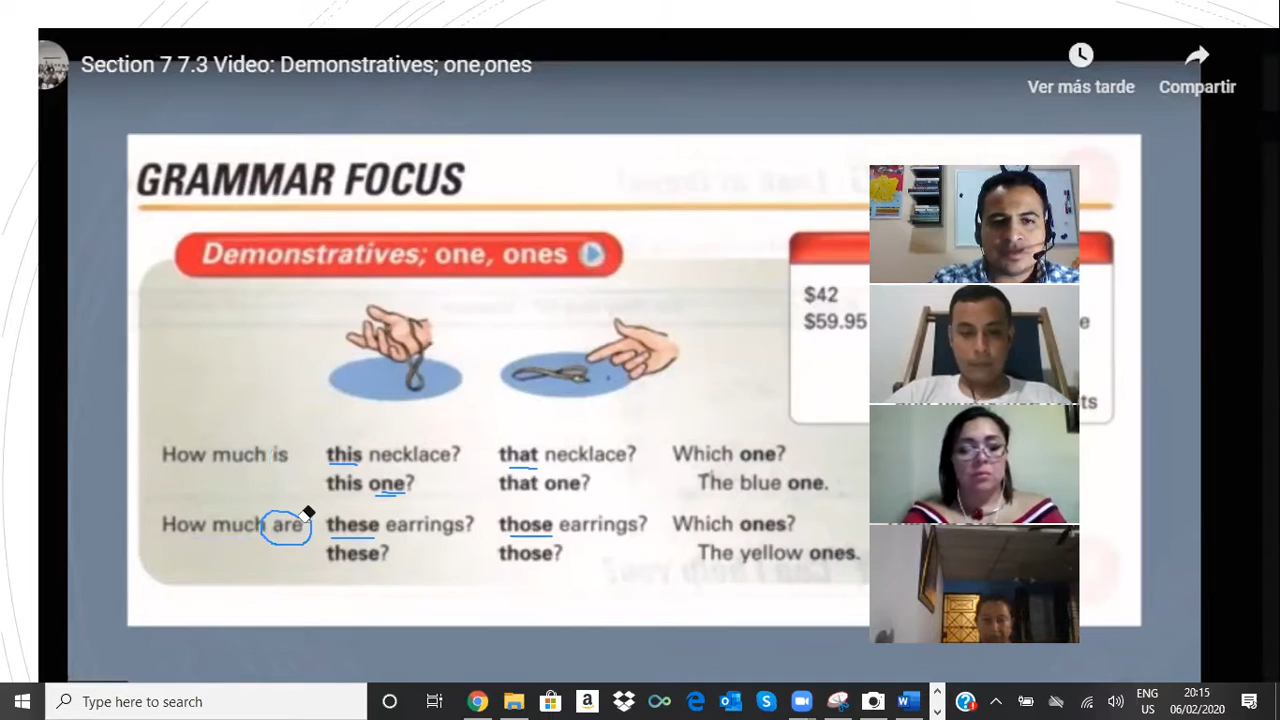 Section 7 7.3 Video: Demonstratives; one,ones
Ver más tarde
Compartir
GRAMMAR FOCUS
Demonstratives; one, ones
$42
$59.95
How much is this necklace? that necklace? Which one?
this one? that one? The blue one.
How much are these earrings? those earrings? Which ones?
these? those? The yellow ones.
Type here to search
ENG
US
20:15
06/02/2020